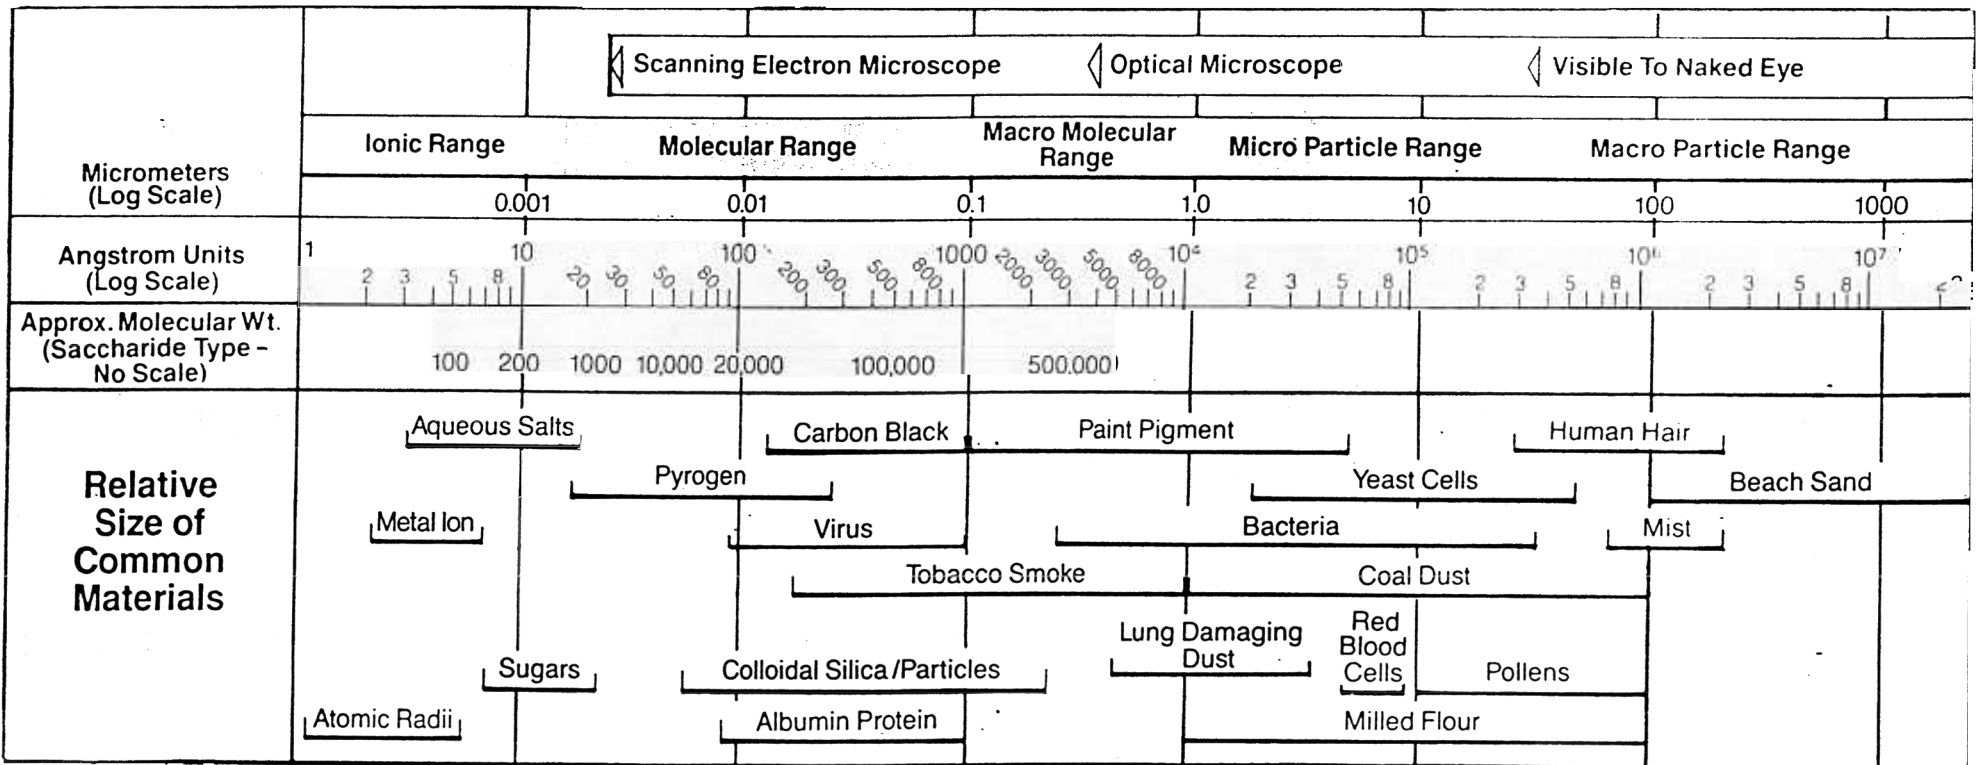 Scanning Electron Microscope
Optical Microscope
Visible To Naked Eye
Ionic Range
Molecular Range
Macro Molecular
Range
Micro Particle Range
Macro Particle Range
Micrometers
(Log Scale)
0.001 0.01 0.1 1.0 10 100 1000
Angstrom Units
(Log Scale)
1 10 100 1000 10⁴ 10⁵ 10⁶ 10⁷
2 3 5 8 20 30 50 80 200 300 500 800 2000 3000 5000 8000 2 3 5 8 2 3 5 8 2 3 5 8
Approx. Molecular Wt.
(Saccharide Type –
No Scale)
100 200 1000 10,000 20,000 100,000 500.000
Relative
Size of
Common
Materials
Aqueous Salts
Carbon Black
Paint Pigment
Human Hair
Pyrogen
Yeast Cells
Beach Sand
Metal Ion
Virus
Bacteria
Mist
Tobacco Smoke
Coal Dust
Lung Damaging
Dust
Red
Blood
Cells
Sugars
Colloidal Silica/Particles
Pollens
Atomic Radii
Albumin Protein
Milled Flour